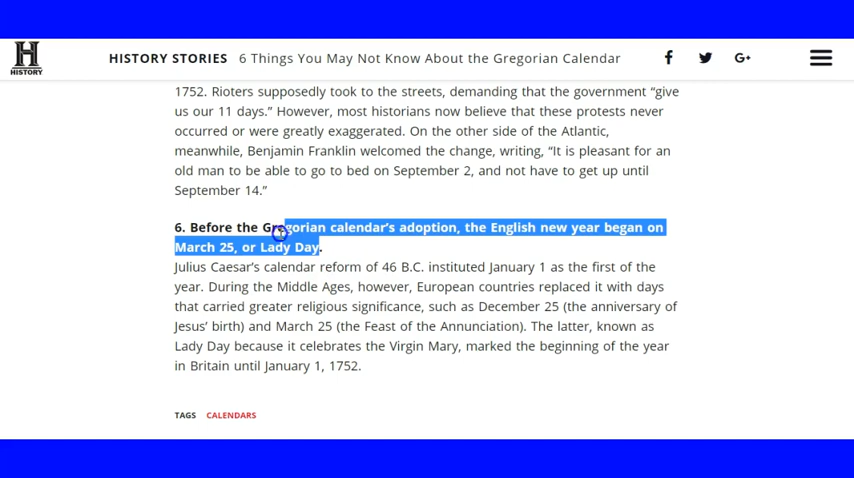 H
HISTORY
HISTORY STORIES 6 Things You May Not Know About the Gregorian Calendar
f G+
1752. Rioters supposedly took to the streets, demanding that the government “give
us our 11 days.” However, most historians now believe that these protests never
occurred or were greatly exaggerated. On the other side of the Atlantic,
meanwhile, Benjamin Franklin welcomed the change, writing, “It is pleasant for an
old man to be able to go to bed on September 2, and not have to get up until
September 14.”
6. Before the Gregorian calendar’s adoption, the English new year began on
March 25, or Lady Day.
Julius Caesar’s calendar reform of 46 B.C. instituted January 1 as the first of the
year. During the Middle Ages, however, European countries replaced it with days
that carried greater religious significance, such as December 25 (the anniversary of
Jesus’ birth) and March 25 (the Feast of the Annunciation). The latter, known as
Lady Day because it celebrates the Virgin Mary, marked the beginning of the year
in Britain until January 1, 1752.
TAGS CALENDARS